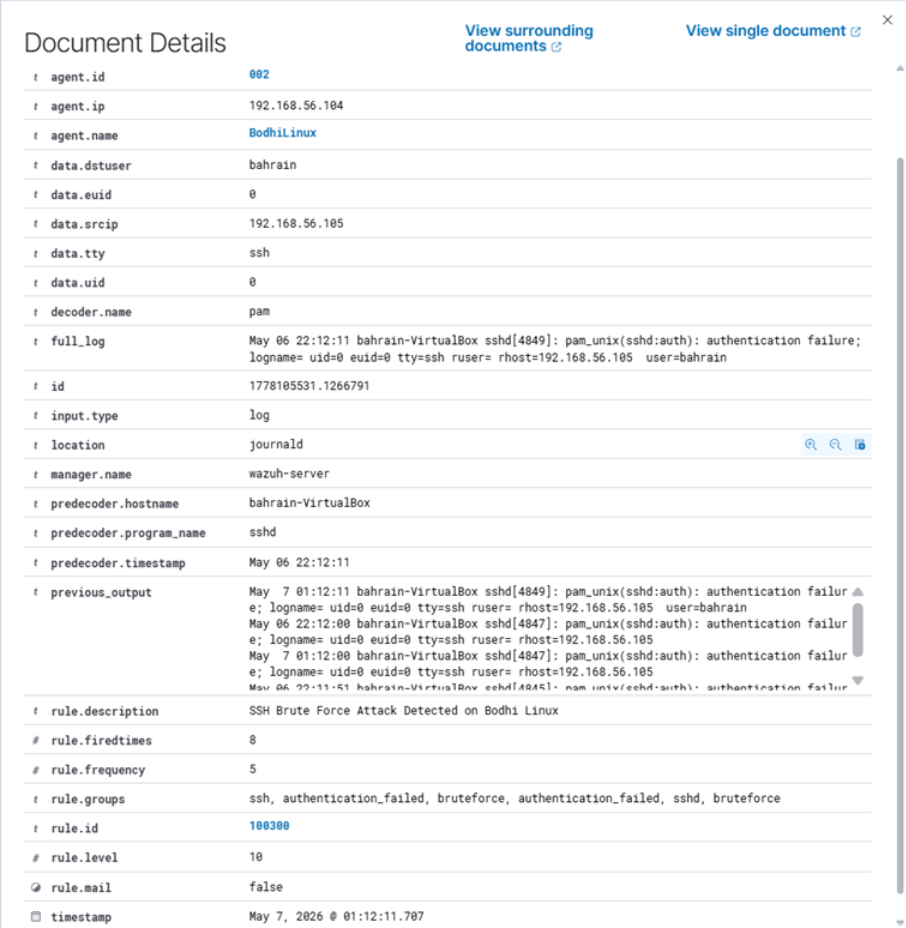 Document Details
View surrounding
documents
View single document
t agent.id 002
t agent.ip 192.168.56.104
t agent.name BodhiLinux
t data.dstuser bahrain
t data.euid 0
t data.srcip 192.168.56.105
t data.tty ssh
t data.uid 0
t decoder.name pam
t full_log May 06 22:12:11 bahrain-VirtualBox sshd[4849]: pam_unix(sshd:auth): authentication failure;
logname= uid=0 euid=0 tty=ssh ruser= rhost=192.168.56.105  user=bahrain
t id 1778105531.1266791
t input.type log
t location journald
t manager.name wazuh-server
t predecoder.hostname bahrain-VirtualBox
t predecoder.program_name sshd
t predecoder.timestamp May 06 22:12:11
t previous_output May  7 01:12:11 bahrain-VirtualBox sshd[4849]: pam_unix(sshd:auth): authentication failur
e; logname= uid=0 euid=0 tty=ssh ruser= rhost=192.168.56.105  user=bahrain
May 06 22:12:00 bahrain-VirtualBox sshd[4847]: pam_unix(sshd:auth): authentication failur
e; logname= uid=0 euid=0 tty=ssh ruser= rhost=192.168.56.105
May  7 01:12:00 bahrain-VirtualBox sshd[4847]: pam_unix(sshd:auth): authentication failur
e; logname= uid=0 euid=0 tty=ssh ruser= rhost=192.168.56.105
May 06 22:11:51 bahrain-VirtualBox sshd[4845]: pam_unix(sshd:auth): authentication failur
t rule.description SSH Brute Force Attack Detected on Bodhi Linux
# rule.firedtimes 8
# rule.frequency 5
t rule.groups ssh, authentication_failed, bruteforce, authentication_failed, sshd, bruteforce
t rule.id 100300
# rule.level 10
rule.mail false
timestamp May 7, 2026 @ 01:12:11.707